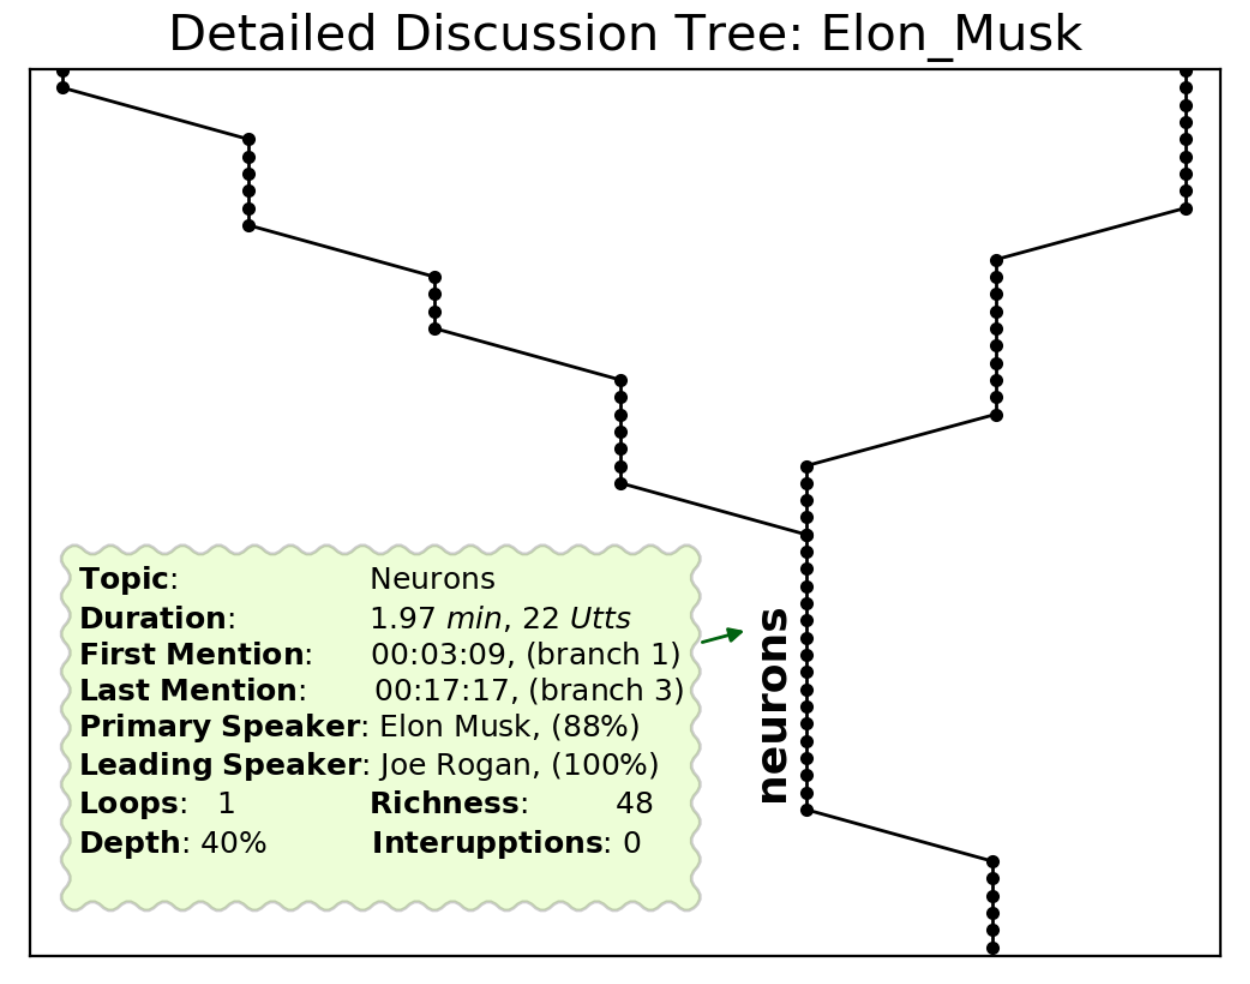 Detailed Discussion Tree: Elon_Musk
Topic: Neurons
Duration: 1.97 min, 22 Utts
First Mention: 00:03:09, (branch 1)
Last Mention: 00:17:17, (branch 3)
Primary Speaker: Elon Musk, (88%)
Leading Speaker: Joe Rogan, (100%)
Loops: 1 Richness: 48
Depth: 40% Interupptions: 0
neurons